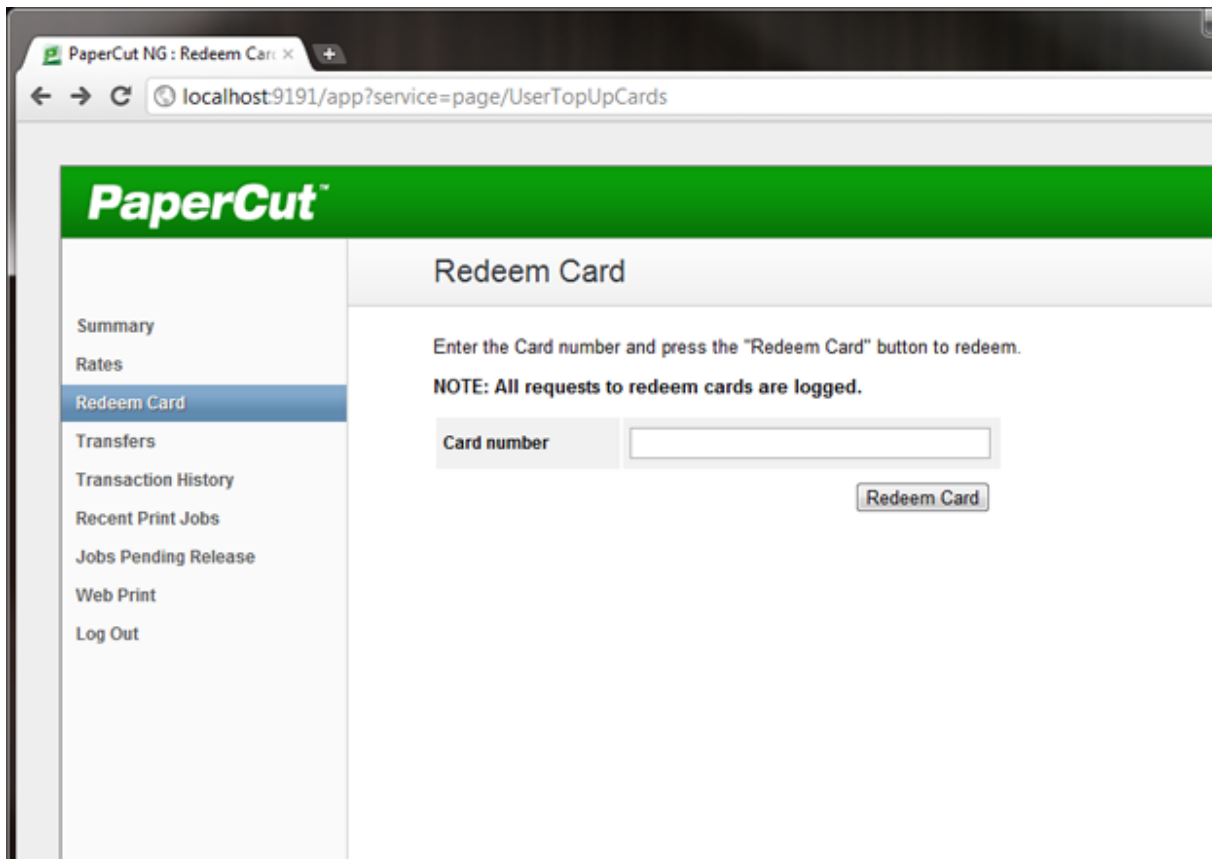 PaperCut NG : Redeem Car
localhost:9191/app?service=page/UserTopUpCards
PaperCut™
Redeem Card
Summary
Rates
Redeem Card
Transfers
Transaction History
Recent Print Jobs
Jobs Pending Release
Web Print
Log Out
Enter the Card number and press the "Redeem Card" button to redeem.
NOTE: All requests to redeem cards are logged.
Card number
Redeem Card